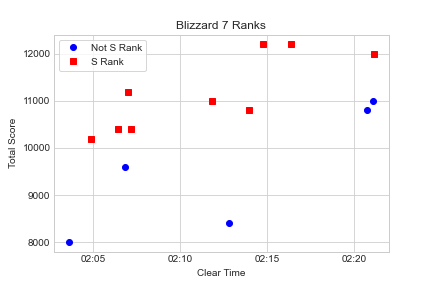 Blizzard 7 Ranks
Not S Rank
S Rank
Total Score
12000
11000
10000
9000
8000
02:05 02:10 02:15 02:20
Clear Time